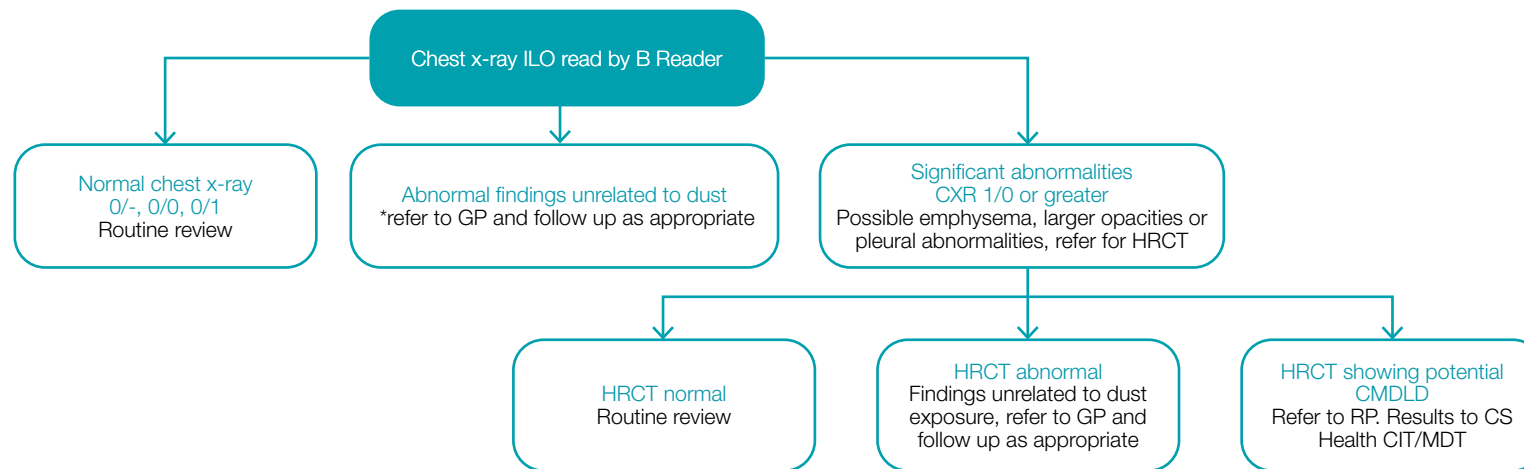 Chest x-ray ILO read by B Reader
Normal chest x-ray
0/-, 0/0, 0/1
Routine review
Abnormal findings unrelated to dust
*refer to GP and follow up as appropriate
Significant abnormalities
CXR 1/0 or greater
Possible emphysema, larger opacities or
pleural abnormalities, refer for HRCT
HRCT normal
Routine review
HRCT abnormal
Findings unrelated to dust
exposure, refer to GP and
follow up as appropriate
HRCT showing potential
CMDLD
Refer to RP. Results to CS
Health CIT/MDT